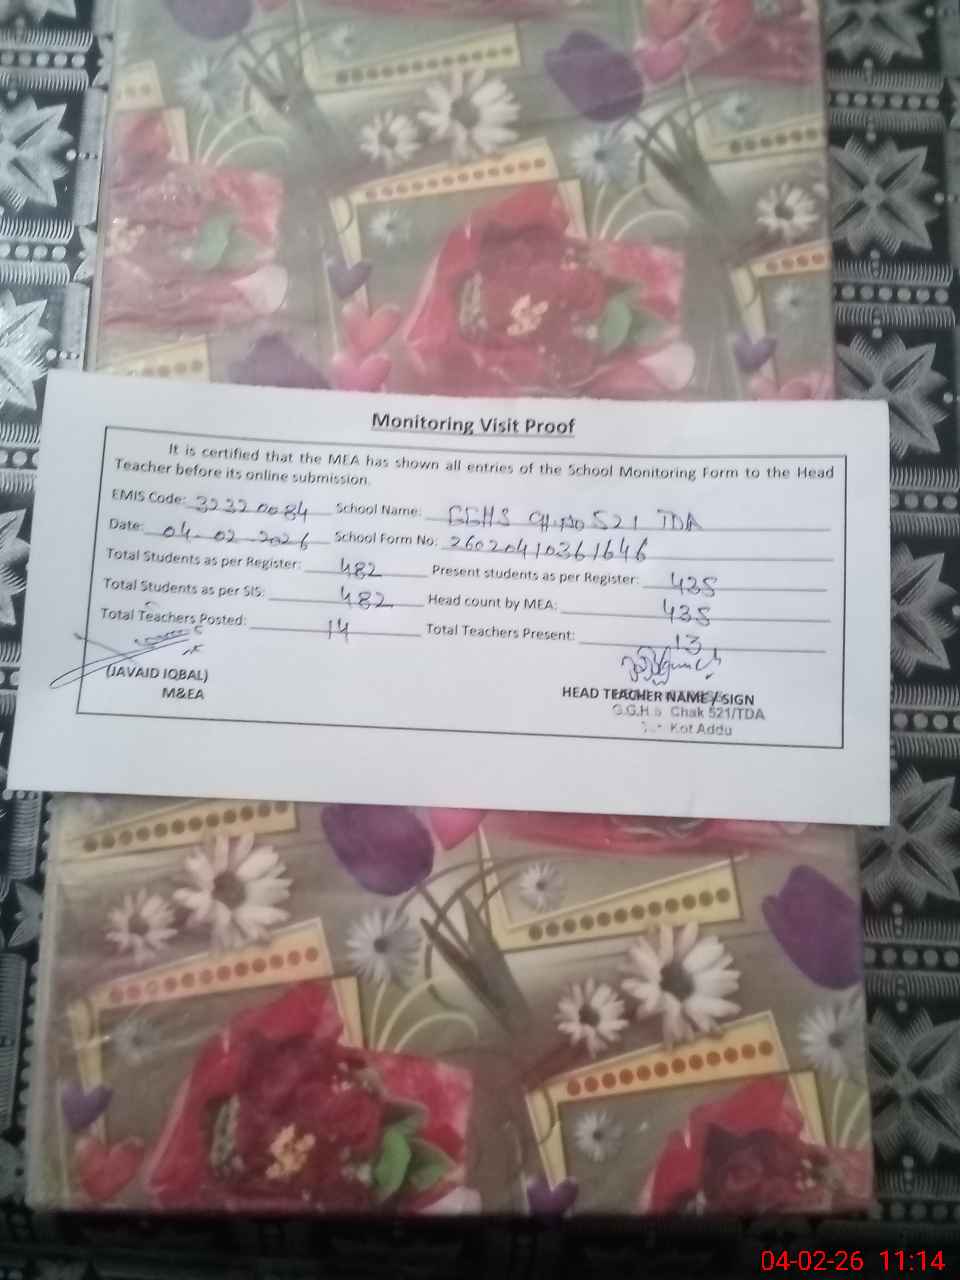 Monitoring Visit Proof
It is certified that the MEA has shown all entries of the School Monitoring Form to the Head
Teacher before its online submission.
EMIS Code: 32320084 School Name: GGHS CH.NO 521 TDA
Date: 04-02-2026 School Form No: 26020410361646
Total Students as per Register: 482 Present students as per Register: 435
Total Students as per SIS: 482 Head count by MEA: 435
Total Teachers Posted: 14 Total Teachers Present: 13
(JAVAID IQBAL)
M&EA
HEAD TEACHER NAME / SIGN
G.G.H.S Chak 521/TDA
Kot Addu
04-02-26 11:14